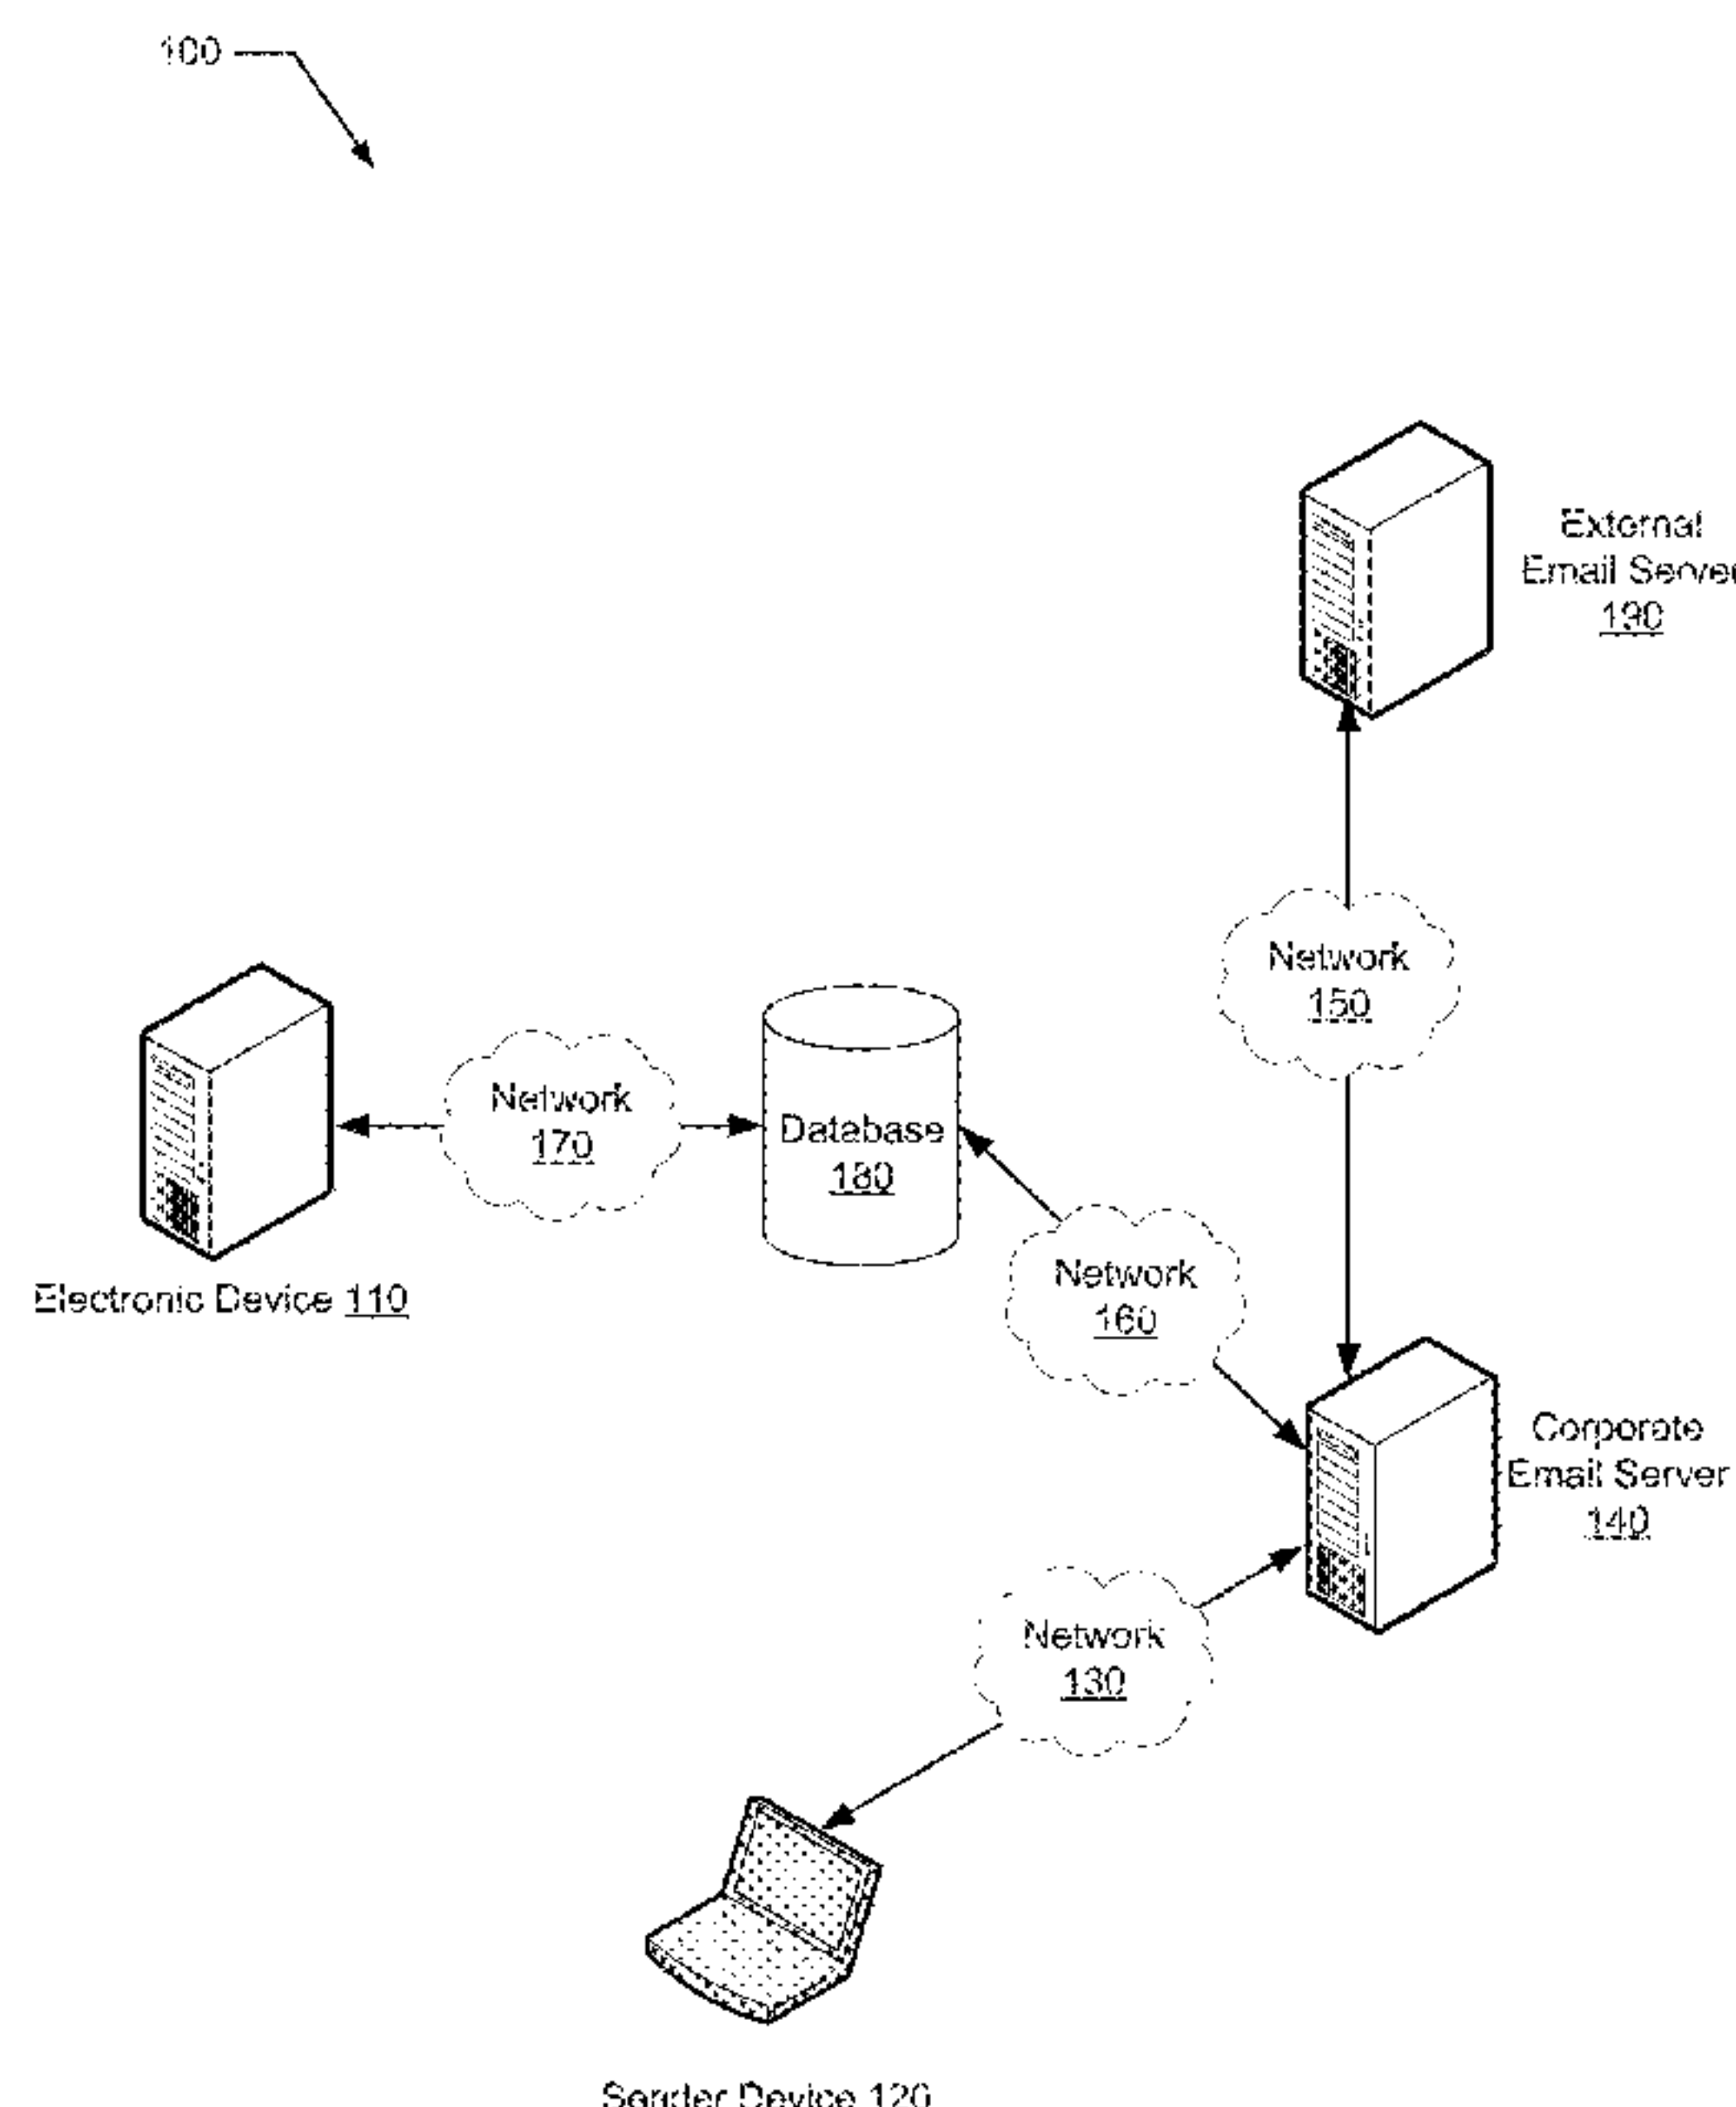 100
External
Email Server
190
Network
150
Network
170
Database
180
Network
160
Electronic Device 110
Corporate
Email Server
140
Network
130
Sender Device 120